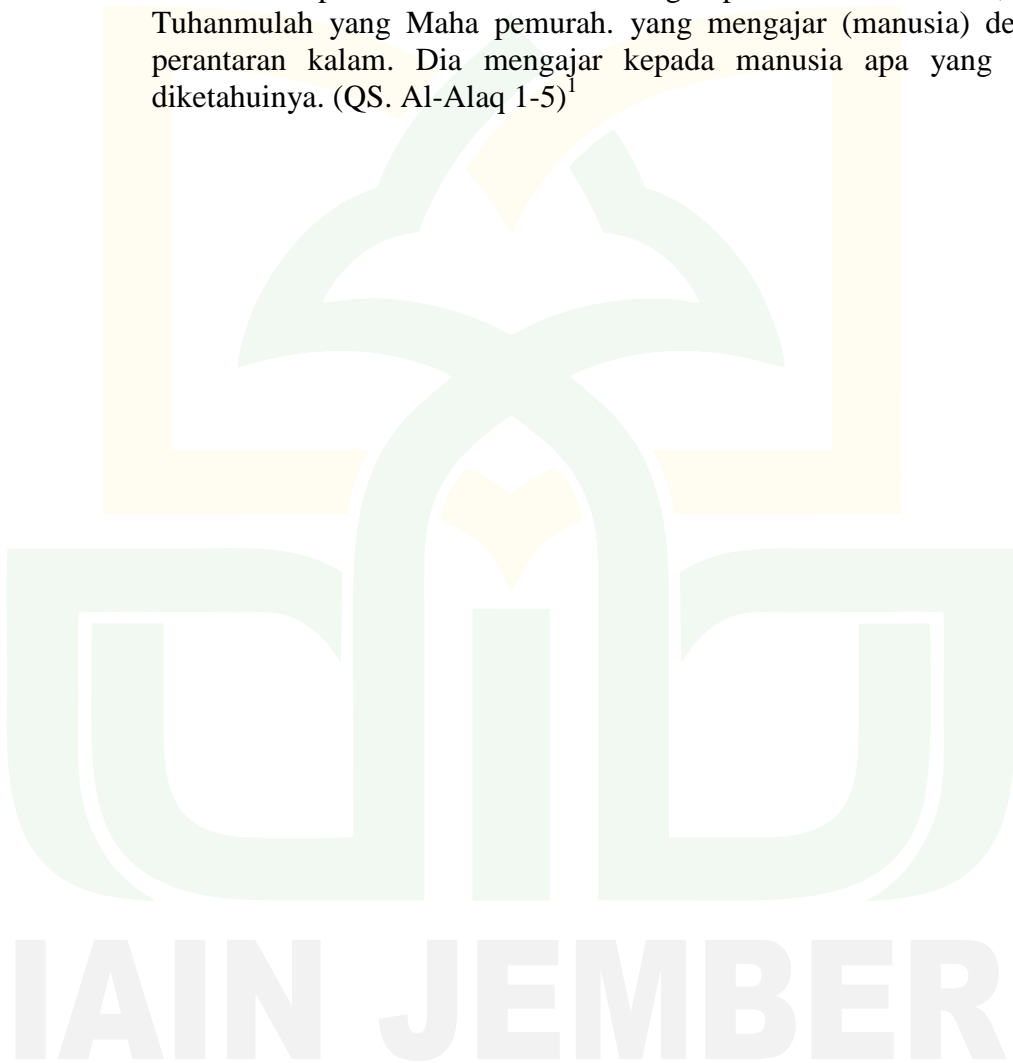 Tuhanmulah yang Maha pemurah. yang mengajar (manusia) de
perantaran kalam. Dia mengajar kepada manusia apa yang
diketahuinya. (QS. Al-Alaq 1-5)1
IAIN JEMBER